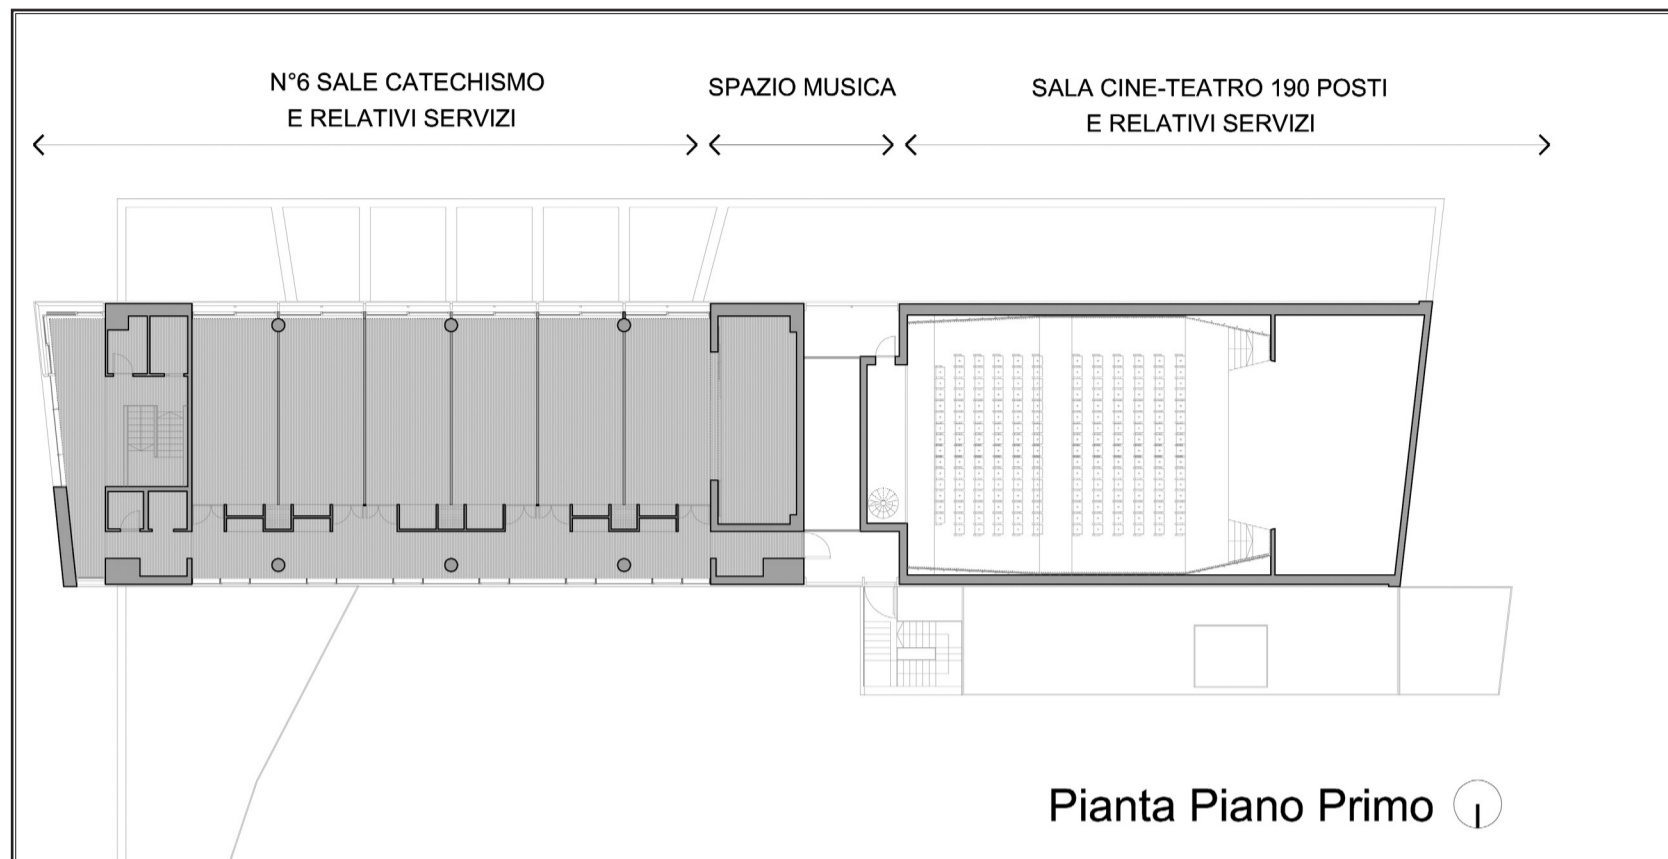 N°6 SALE CATECHISMO
E RELATIVI SERVIZI
SPAZIO MUSICA
SALA CINE-TEATRO 190 POSTI
E RELATIVI SERVIZI
Pianta Piano Primo